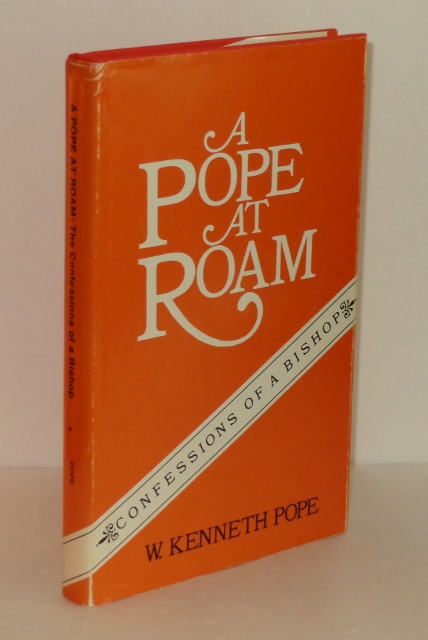 A
POPE
AT
ROAM
CONFESSIONS OF A BISHOP
W. KENNETH POPE
A POPE AT ROAM: The Confessions of a Bishop
POPE